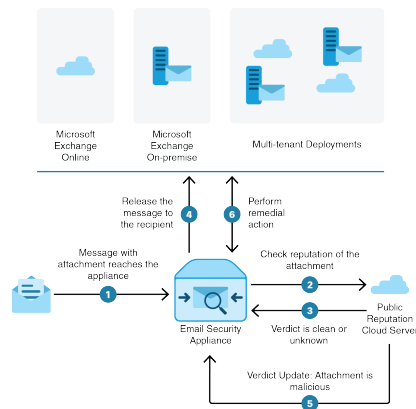 Microsoft
Exchange
Online
Microsoft
Exchange
On-premise
Multi-tenant Deployments
Release the
message to
the recipient
4
6
Perform
remedial
action
Message with
attachment reaches the
appliance
1
Check reputation of the
attachment
2
3
Verdict is clean or
unknown
Email Security
Appliance
Public
Reputation
Cloud Server
Verdict Update: Attachment is
malicious
5